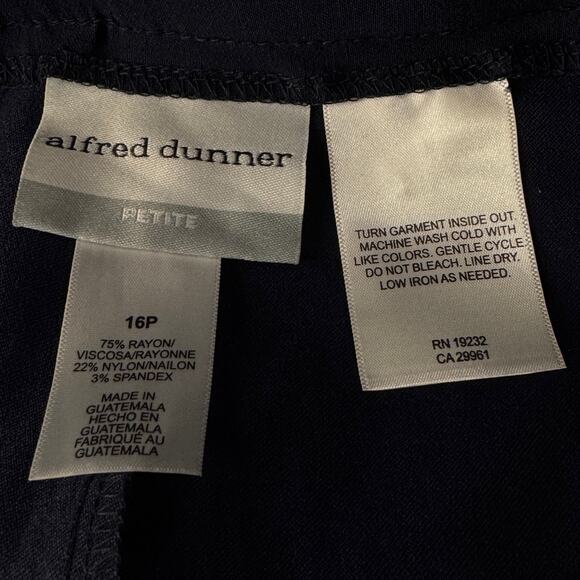 alfred dunner
PETITE
16P
75% RAYON/
VISCOSA/RAYONNE
22% NYLON/NAILON
3% SPANDEX
MADE IN
GUATEMALA
HECHO EN
GUATEMALA
FABRIQUÉ AU
GUATEMALA
TURN GARMENT INSIDE OUT.
MACHINE WASH COLD WITH
LIKE COLORS. GENTLE CYCLE.
DO NOT BLEACH. LINE DRY.
LOW IRON AS NEEDED.
RN 19232
CA 29961